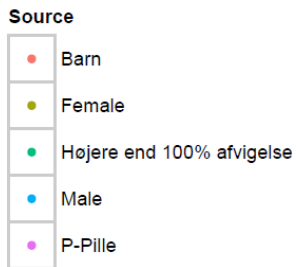 Source
Barn
Female
Højere end 100% afvigelse
Male
P-Pille